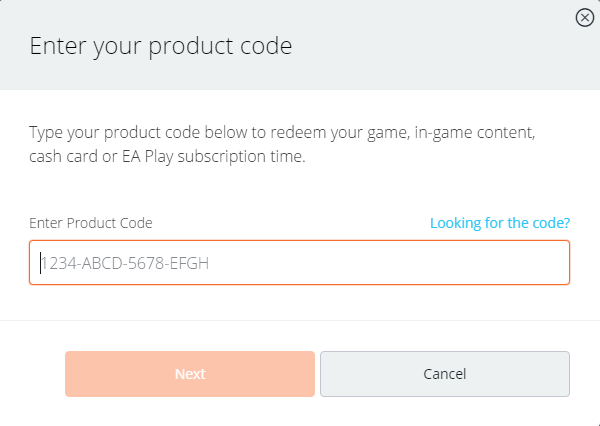 Enter your product code
Type your product code below to redeem your game, in-game content,
cash card or EA Play subscription time.
Enter Product Code
Looking for the code?
1234-ABCD-5678-EFGH
Next
Cancel